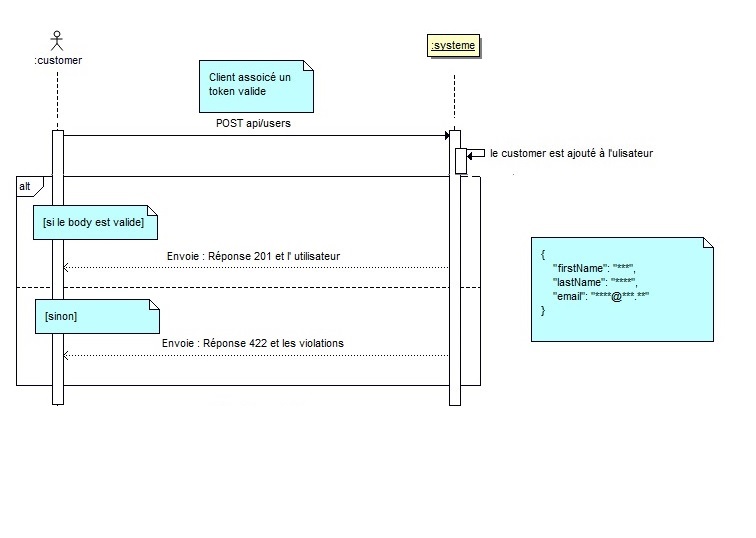 :customer
:systeme
Client assoicé un
token valide
POST api/users
le customer est ajouté à l'ulisateur
alt
[si le body est valide]
Envoie : Réponse 201 et l' utilisateur
{
"firstName": "***",
"lastName": "****",
"email": "****@***.**"
}
[sinon]
Envoie : Réponse 422 et les violations